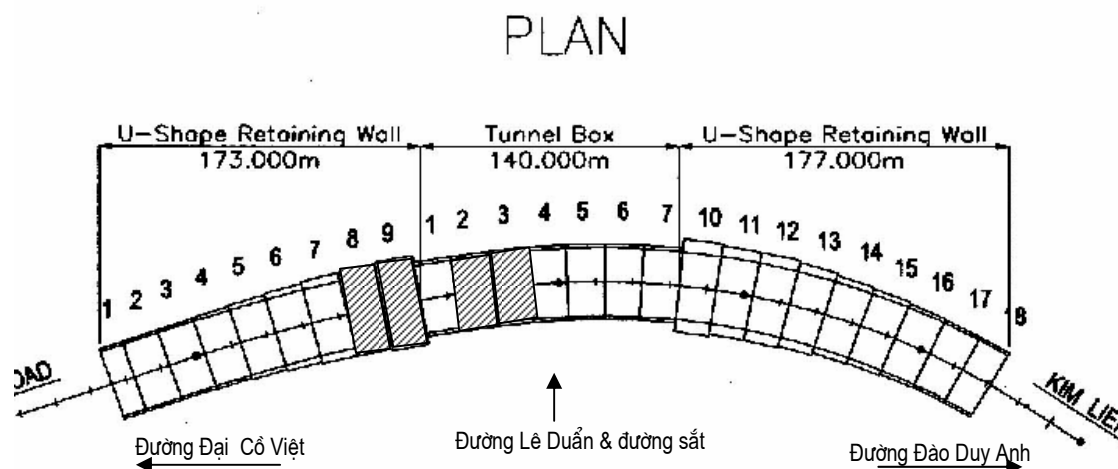 PLAN
U-Shape Retaining Wall Tunnel Box U-Shape Retaining Wall
173.000m 140.000m 177.000m
1 2 3 4 5 6 7 8 9 1 2 3 4 5 6 7 10 11 12 13 14 15 16 17 8
OAD
KIM LIE
Đường Đại Cồ Việt
Đường Lê Duẩn & đường sắt
Đường Đào Duy Anh